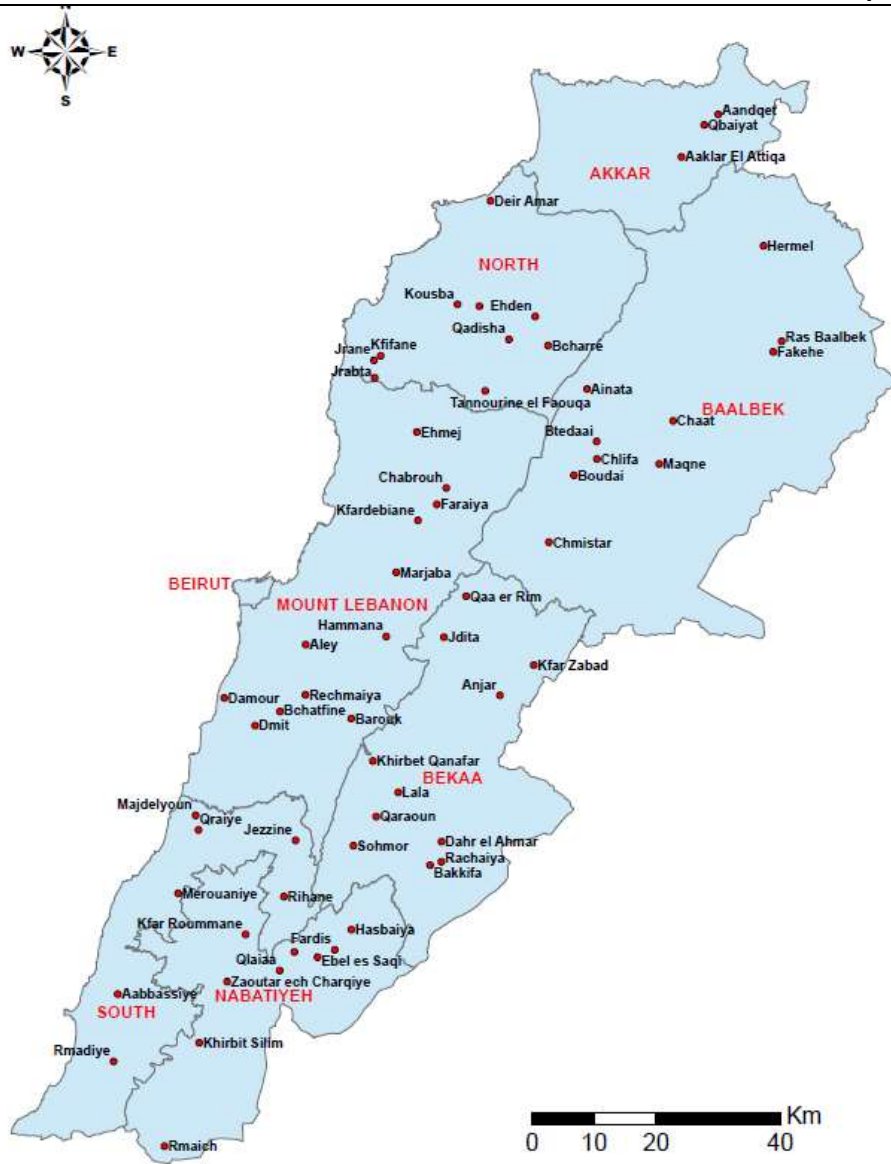 N
W E
S
Aandqet
Qbaiyat
Aaklar El Attiqa
AKKAR
Deir Amar
Hermel
NORTH
Kousba
Ehden
Qadisha
Ras Baalbek
Jrane
Kfifane
Bcharre
Fakehe
Jrabta
Ainata
Tannourine el Faouqa
BAALBEK
Chaat
Ehmej
Btedaai
Chlifa
Maqne
Chabrouh
Boudai
Faraiya
Kfardebiane
Chmistar
Marjaba
BEIRUT
Qaa er Rim
MOUNT LEBANON
Hammana
Jdita
Aley
Kfar Zabad
Anjar
Damour
Rechmaiya
Bchatfine
Barouk
Dmit
Khirbet Qanafar
BEKAA
Lala
Majdelyoun
Qraiye
Qaraoun
Jezzine
Dahr el Ahmar
Sohmor
Rachaiya
Bakkifa
Merouaniye
Rihane
Kfar Roummane
Hasbaiya
Fardis
Ebel es Saqi
Qlaiaa
Zaoutar ech Charqiye
Aabbassiye
NABATIYEH
SOUTH
Khirbit Silim
Rmadiye
Rmaich
Km
0 10 20 40